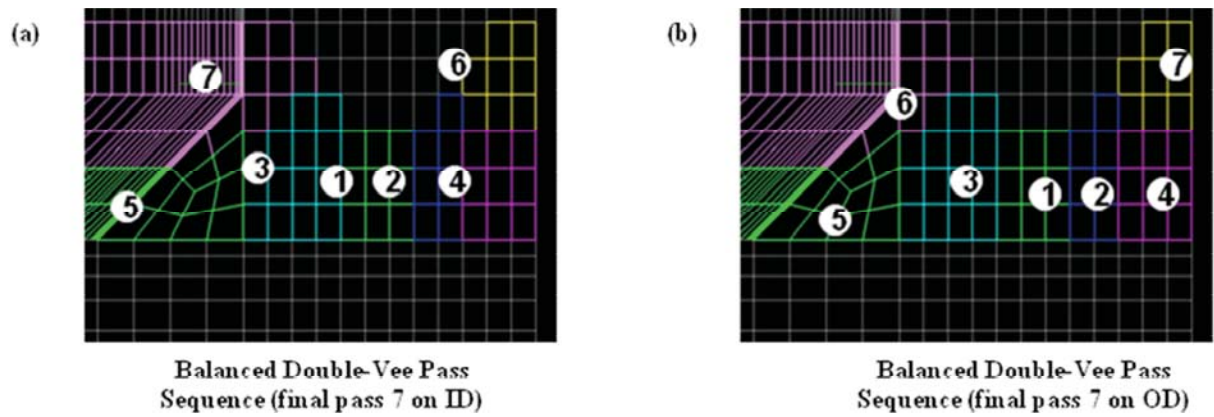 (a)
7
6
3
1
2
4
5
Balanced Double-Vee Pass
Sequence (final pass 7 on ID)
(b)
7
6
3
1
2
4
5
Balanced Double-Vee Pass
Sequence (final pass 7 on OD)